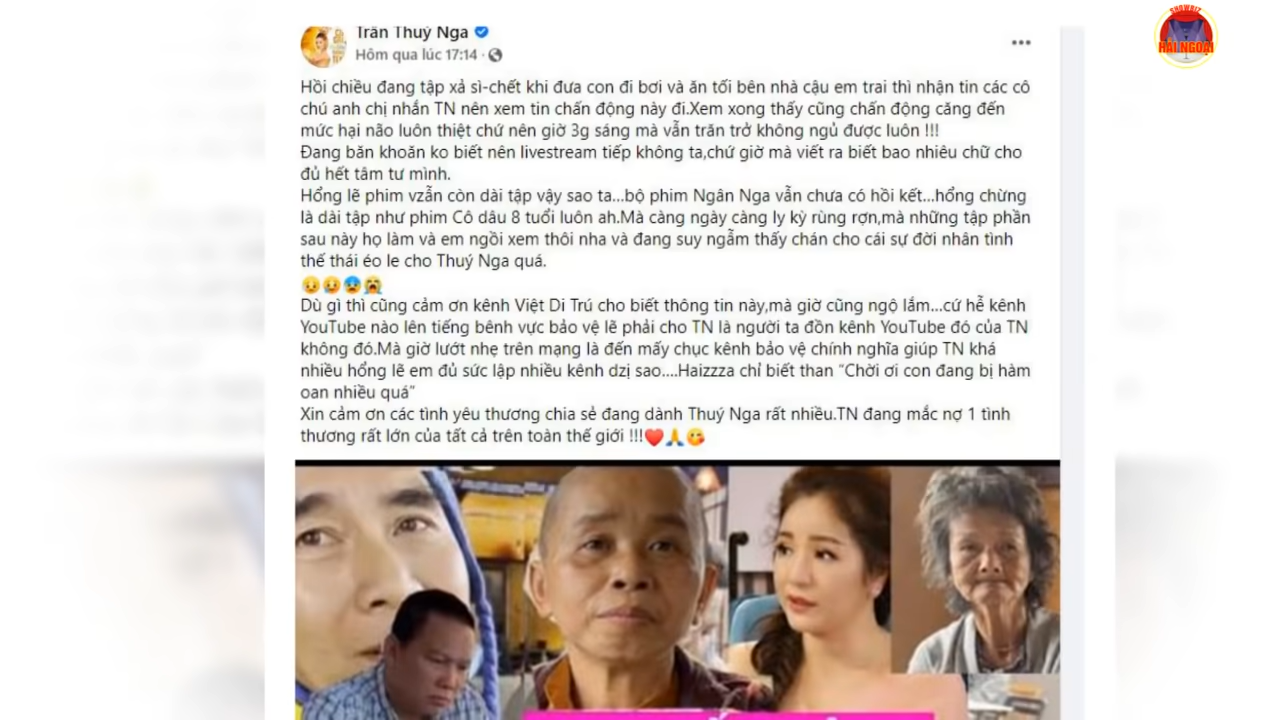 SHOWBIZ
HẢI NGOẠI
Trần Thuý Nga
Hôm qua lúc 17:14 ·
Hồi chiều đang tập xả sì-chết khi đưa con đi bơi và ăn tối bên nhà cậu em trai thì nhận tin các cô
chú anh chị nhắn TN nên xem tin chấn động này đi.Xem xong thấy cũng chấn động căng đến
mức hại não luôn thiệt chứ nên giờ 3g sáng mà vẫn trăn trở không ngủ được luôn !!!
Đang băn khoăn ko biết nên livestream tiếp không ta,chứ giờ mà viết ra biết bao nhiêu chữ cho
đủ hết tâm tư mình.
Hổng lẽ phim vzẫn còn dài tập vậy sao ta...bộ phim Ngân Nga vẫn chưa có hồi kết...hổng chừng
là dài tập như phim Cô dâu 8 tuổi luôn ah.Mà càng ngày càng ly kỳ rùng rợn,mà những tập phần
sau này họ làm và em ngồi xem thôi nha và đang suy ngẫm thấy chán cho cái sự đời nhân tình
thế thái éo le cho Thuý Nga quá.
😣😢😰😭
Dù gì thì cũng cảm ơn kênh Việt Di Trú cho biết thông tin này,mà giờ cũng ngộ lắm...cứ hễ kênh
YouTube nào lên tiếng bênh vực bảo vệ lẽ phải cho TN là người ta đồn kênh YouTube đó của TN
không đó.Mà giờ lướt nhẹ trên mạng là đến mấy chục kênh bảo vệ chính nghĩa giúp TN khá
nhiều hổng lẽ em đủ sức lập nhiều kênh dzị sao....Haizzza chỉ biết than "Chời ơi con đang bị hàm
oan nhiều quá"
Xin cảm ơn các tình yêu thương chia sẻ đang dành Thuý Nga rất nhiều.TN đang mắc nợ 1 tình
thương rất lớn của tất cả trên toàn thế giới !!!❤️🙏😋